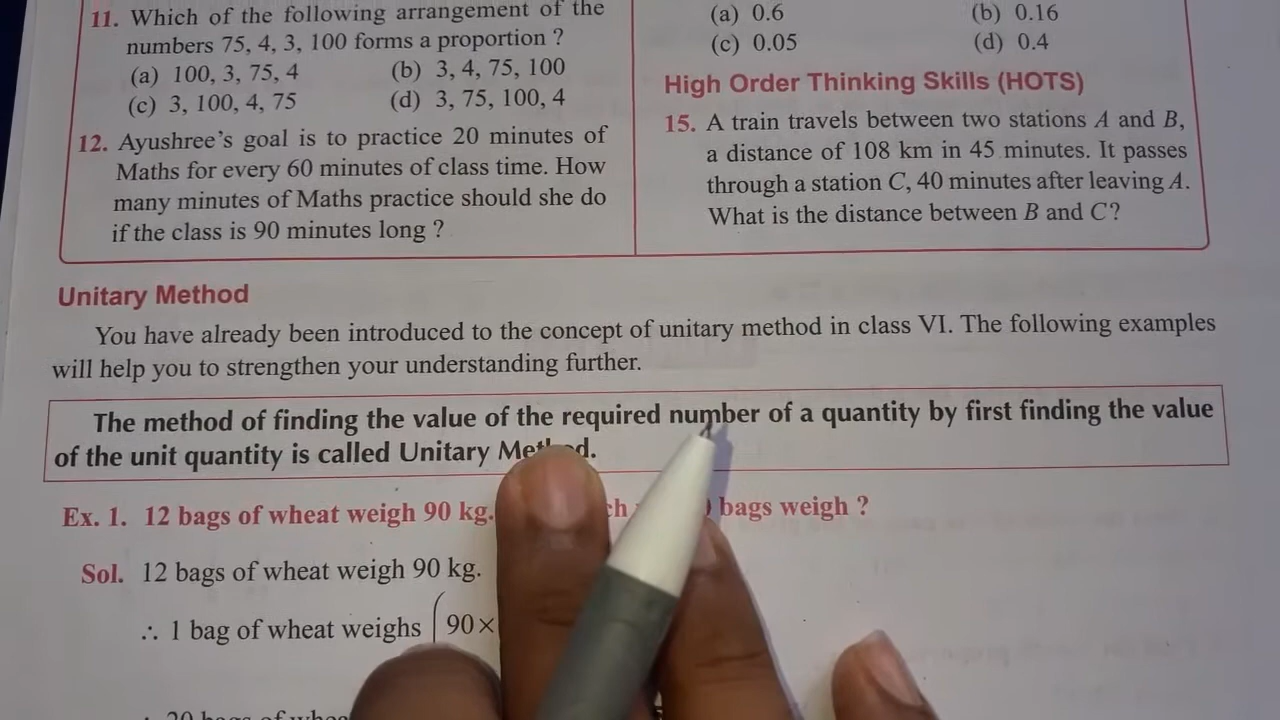 11. Which of the following arrangement of the
numbers 75, 4, 3, 100 forms a proportion ?
(a) 100, 3, 75, 4 (b) 3, 4, 75, 100
(c) 3, 100, 4, 75 (d) 3, 75, 100, 4
12. Ayushree's goal is to practice 20 minutes of
Maths for every 60 minutes of class time. How
many minutes of Maths practice should she do
if the class is 90 minutes long ?
(a) 0.6 (b) 0.16
(c) 0.05 (d) 0.4
High Order Thinking Skills (HOTS)
15. A train travels between two stations A and B,
a distance of 108 km in 45 minutes. It passes
through a station C, 40 minutes after leaving A.
What is the distance between B and C?
Unitary Method
You have already been introduced to the concept of unitary method in class VI. The following examples
will help you to strengthen your understanding further.
The method of finding the value of the required number of a quantity by first finding the value
of the unit quantity is called Unitary Method.
Ex. 1. 12 bags of wheat weigh 90 kg. bags weigh ?
Sol. 12 bags of wheat weigh 90 kg.
∴ 1 bag of wheat weighs (90×
20 bags of